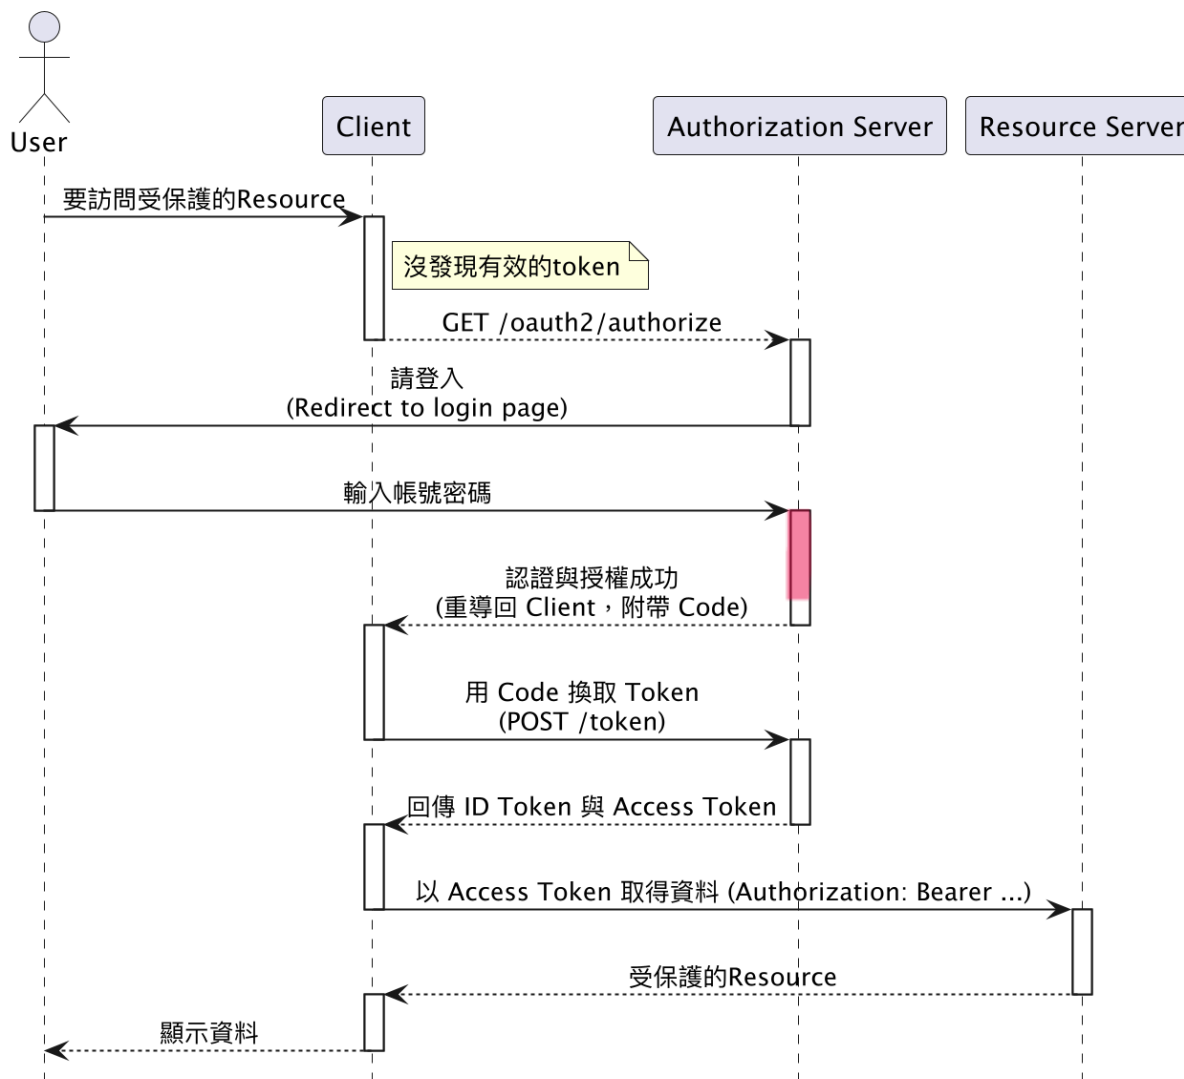 User
Client
Authorization Server
Resource Server
要訪問受保護的Resource
沒發現有效的token
GET /oauth2/authorize
請登入
(Redirect to login page)
輸入帳號密碼
認證與授權成功
(重導回 Client，附帶 Code)
用 Code 換取 Token
(POST /token)
回傳 ID Token 與 Access Token
以 Access Token 取得資料 (Authorization: Bearer ...)
受保護的Resource
顯示資料